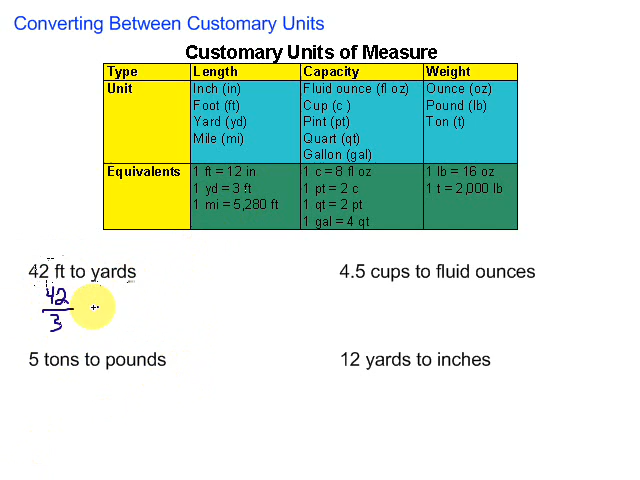 Converting Between Customary Units
Customary Units of Measure
Type Length Capacity Weight
Unit Inch (in) Fluid ounce (fl oz) Ounce (oz)
Foot (ft) Cup (c ) Pound (lb)
Yard (yd) Pint (pt) Ton (t)
Mile (mi) Quart (qt)
Gallon (gal)
Equivalents 1 ft = 12 in 1 c = 8 fl oz 1 lb = 16 oz
1 yd = 3 ft 1 pt = 2 c 1 t = 2,000 lb
1 mi = 5,280 ft 1 qt = 2 pt
1 gal = 4 qt
42 ft to yards 4.5 cups to fluid ounces
42
3
5 tons to pounds 12 yards to inches